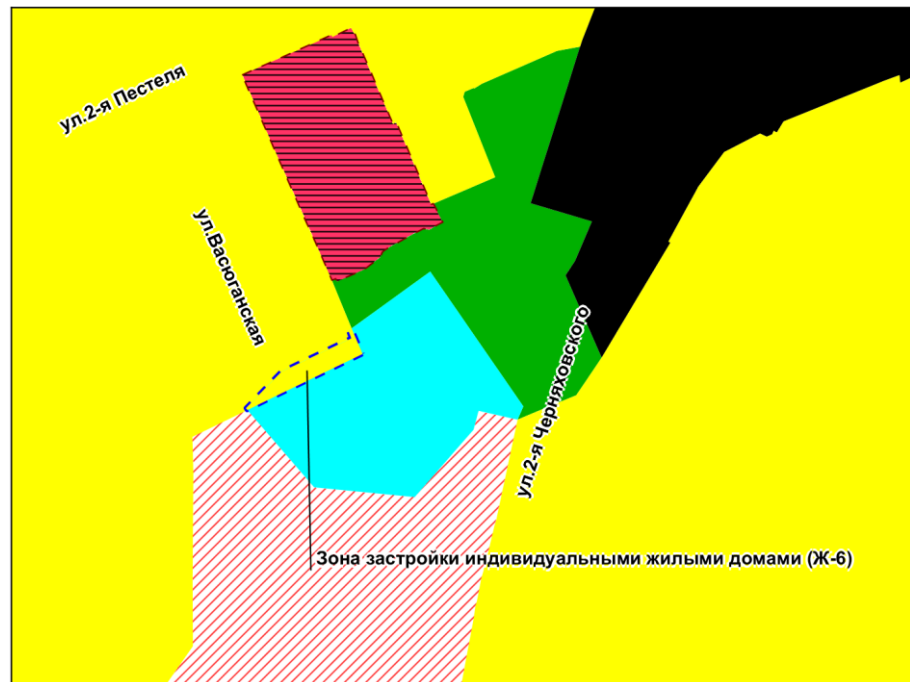 ул.2-я Пестеля
ул.Васюганская
ул.2-я Черняховского
Зона застройки индивидуальными жилыми домами (Ж-6)